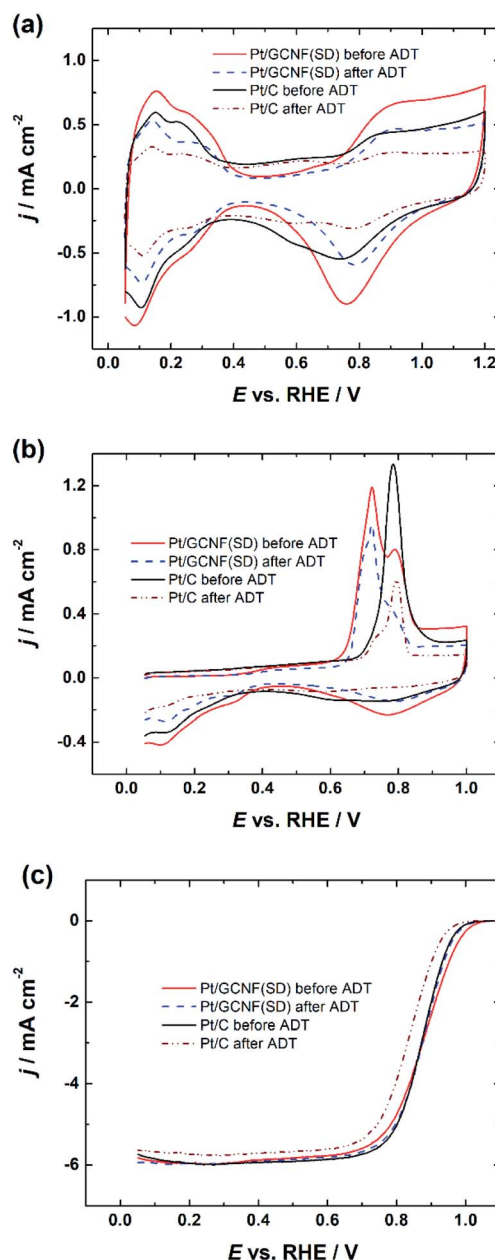 (a)
Pt/GCNF(SD) before ADT
Pt/GCNF(SD) after ADT
Pt/C before ADT
Pt/C after ADT
1.0
0.5
0.0
-0.5
-1.0
j / mA cm⁻²
0.0 0.2 0.4 0.6 0.8 1.0 1.2
E vs. RHE / V
(b)
1.2
0.8
0.4
0.0
-0.4
j / mA cm⁻²
Pt/GCNF(SD) before ADT
Pt/GCNF(SD) after ADT
Pt/C before ADT
Pt/C after ADT
0.0 0.2 0.4 0.6 0.8 1.0
E vs. RHE / V
(c)
0
-2
-4
-6
j / mA cm⁻²
Pt/GCNF(SD) before ADT
Pt/GCNF(SD) after ADT
Pt/C before ADT
Pt/C after ADT
0.0 0.2 0.4 0.6 0.8 1.0
E vs. RHE / V